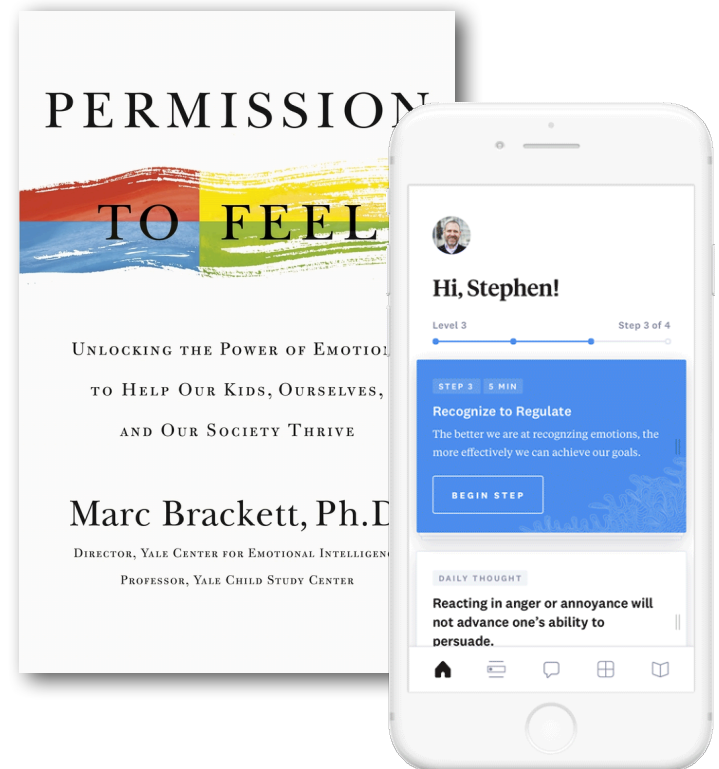 PERMISSION
TO FEEL
UNLOCKING THE POWER OF EMOTION
TO HELP OUR KIDS, OURSELVES,
AND OUR SOCIETY THRIVE
Marc Brackett, Ph.D
DIRECTOR, YALE CENTER FOR EMOTIONAL INTELLIGENC
PROFESSOR, YALE CHILD STUDY CENTER
Hi, Stephen!
Level 3 Step 3 of 4
STEP 3 5 MIN
Recognize to Regulate
The better we are at recognzing emotions, the
more effectively we can achieve our goals.
BEGIN STEP
DAILY THOUGHT
Reacting in anger or annoyance will
not advance one's ability to
persuade.